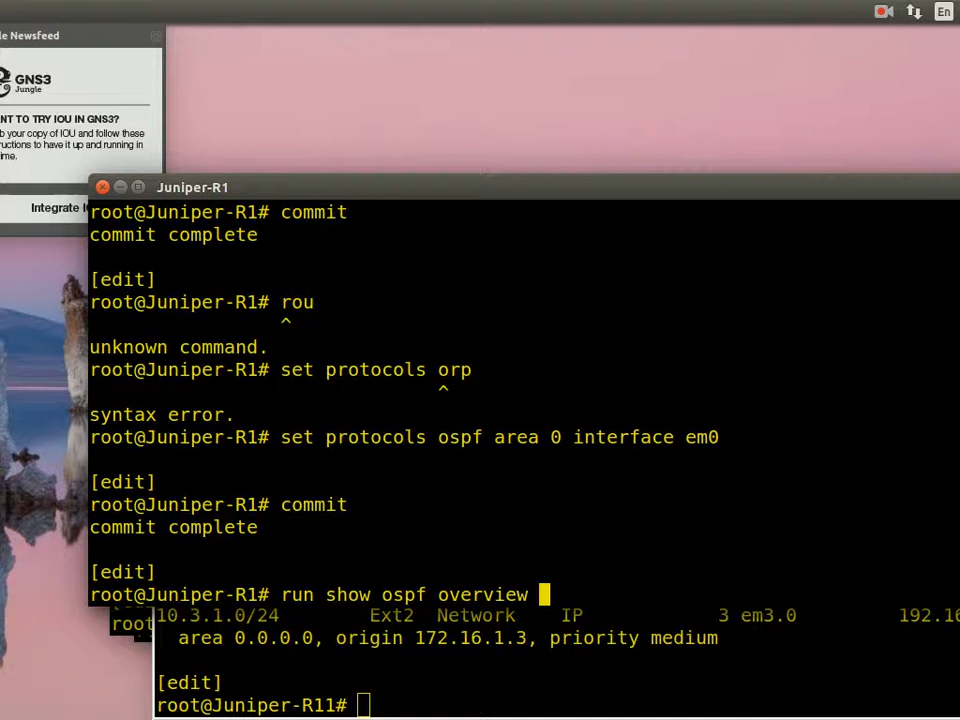 En
le Newsfeed
GNS3
Jungle
NT TO TRY IOU IN GNS3?
b your copy of IOU and follow these
uctions to have it up and running in
ime.
Integrate I
Juniper-R1
root@Juniper-R1# commit
commit complete
[edit]
root@Juniper-R1# rou
^
unknown command.
root@Juniper-R1# set protocols orp
^
syntax error.
root@Juniper-R1# set protocols ospf area 0 interface em0
[edit]
root@Juniper-R1# commit
commit complete
[edit]
root@Juniper-R1# run show ospf overview
root
10.3.1.0/24 Ext2 Network IP 3 em3.0 192.16
area 0.0.0.0, origin 172.16.1.3, priority medium
[edit]
root@Juniper-R11#